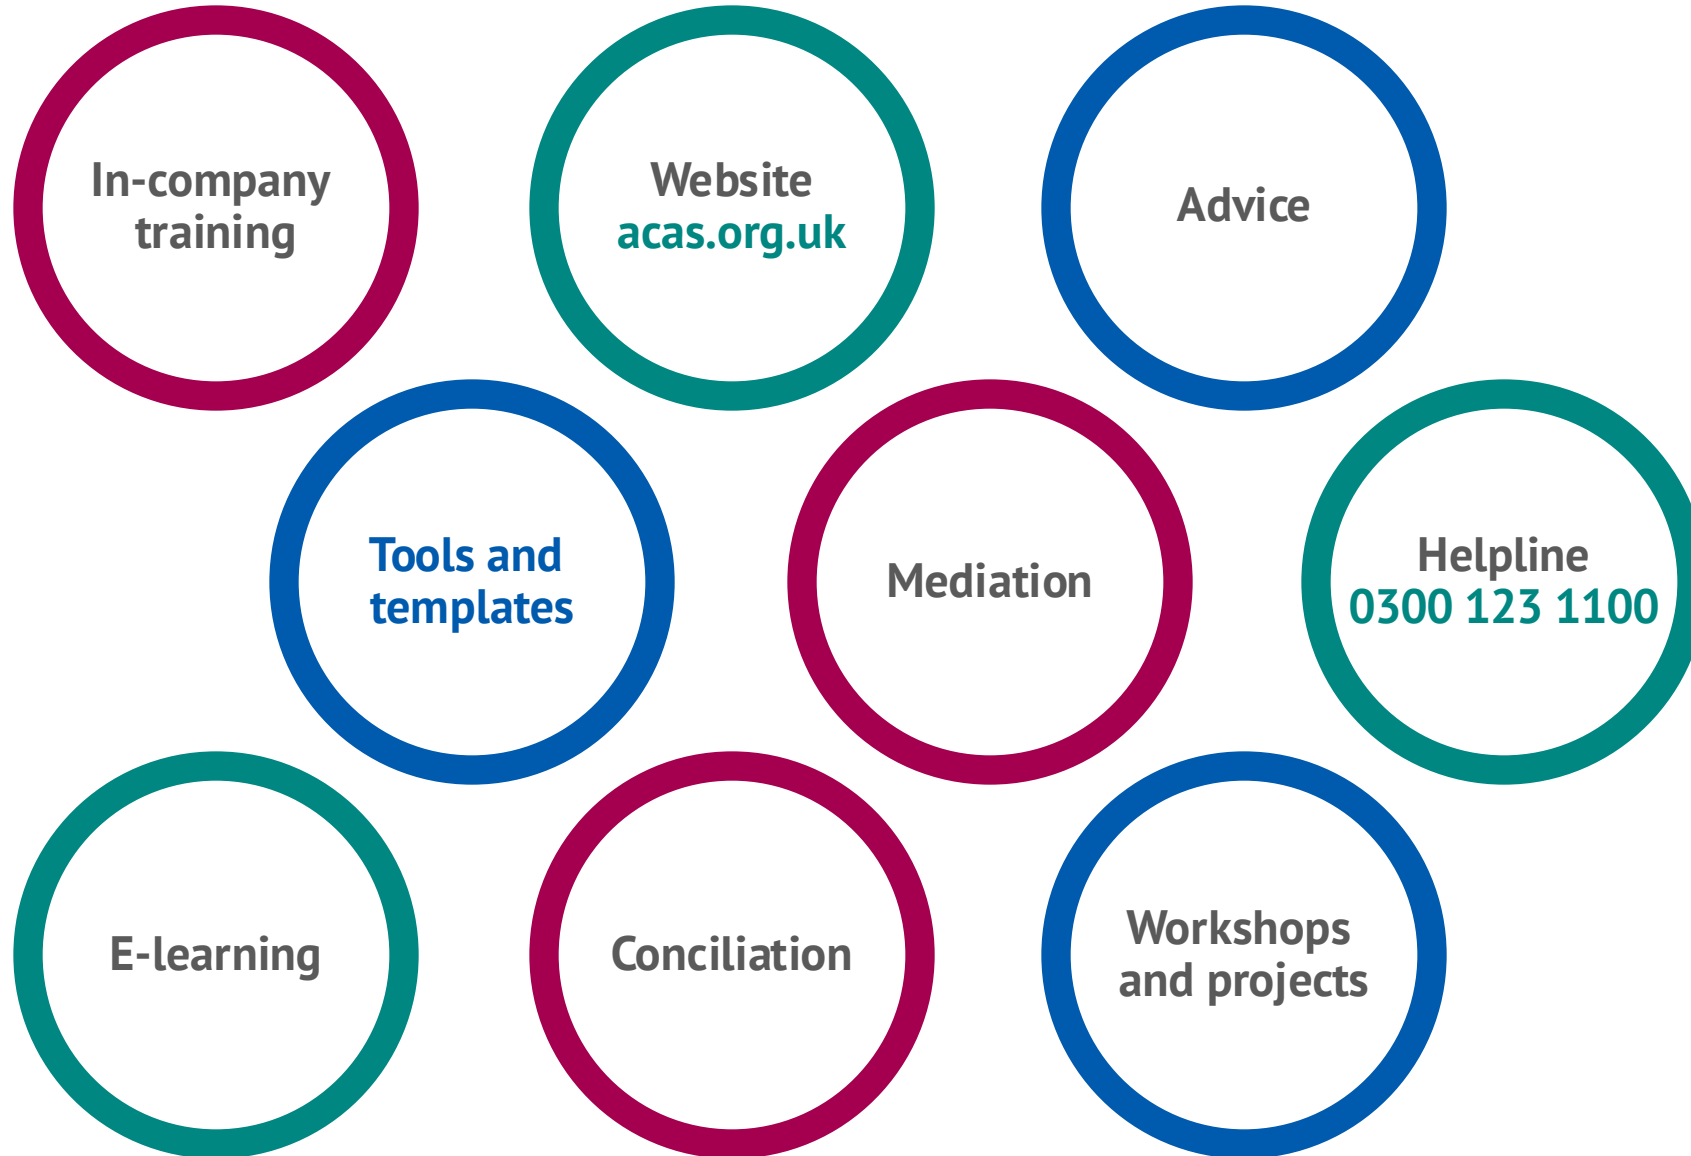 In-company
training
Website
acas.org.uk
Advice
Tools and
templates
Mediation
Helpline
0300 123 1100
E-learning
Conciliation
Workshops
and projects